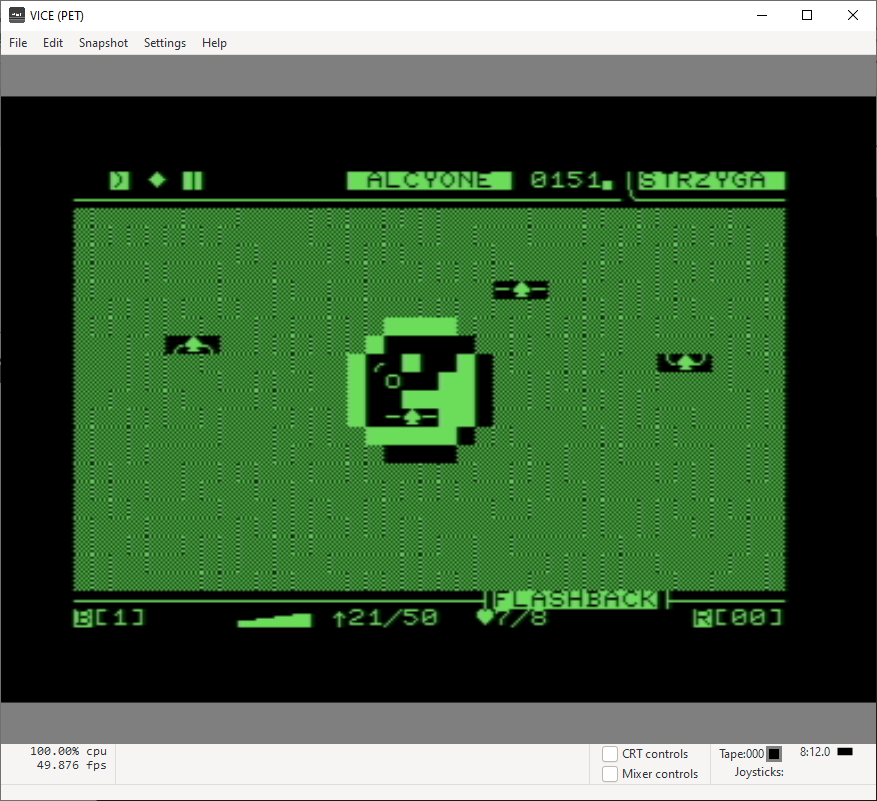 VICE (PET)
File Edit Snapshot Settings Help
ALCYONE 0151 STRZYGA
FLASHBACK
B[1] ↑21/50 ♥7/8 R[00]
100.00% cpu
49.876 fps
CRT controls
Mixer controls
Tape:000
Joysticks:
8:12.0